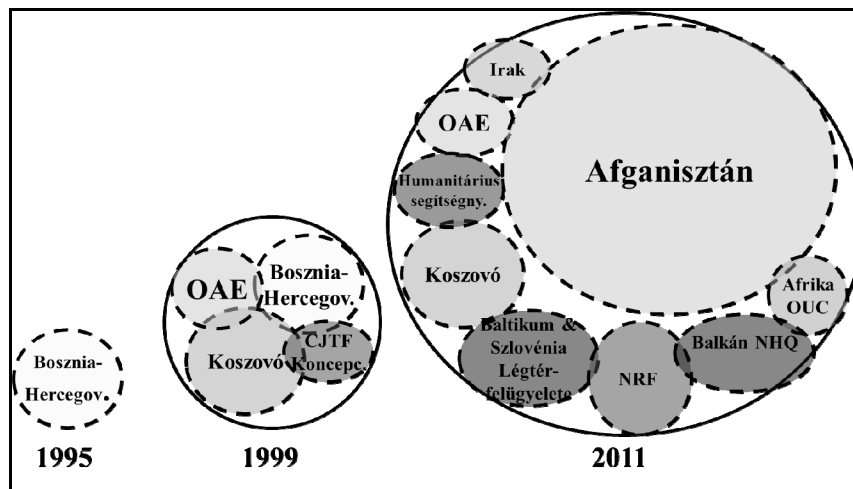 Bosznia-
Hercegov.
1995
OAE
Bosznia-
Hercegov.
Koszovó
CJTF
Koncepc.
1999
Irak
OAE
Afganisztán
Humanitárius
segítségny.
Koszovó
Afrika
OUC
Baltikum &
Szlovénia
Légtér-
felügyelete
NRF
Balkán NHQ
2011